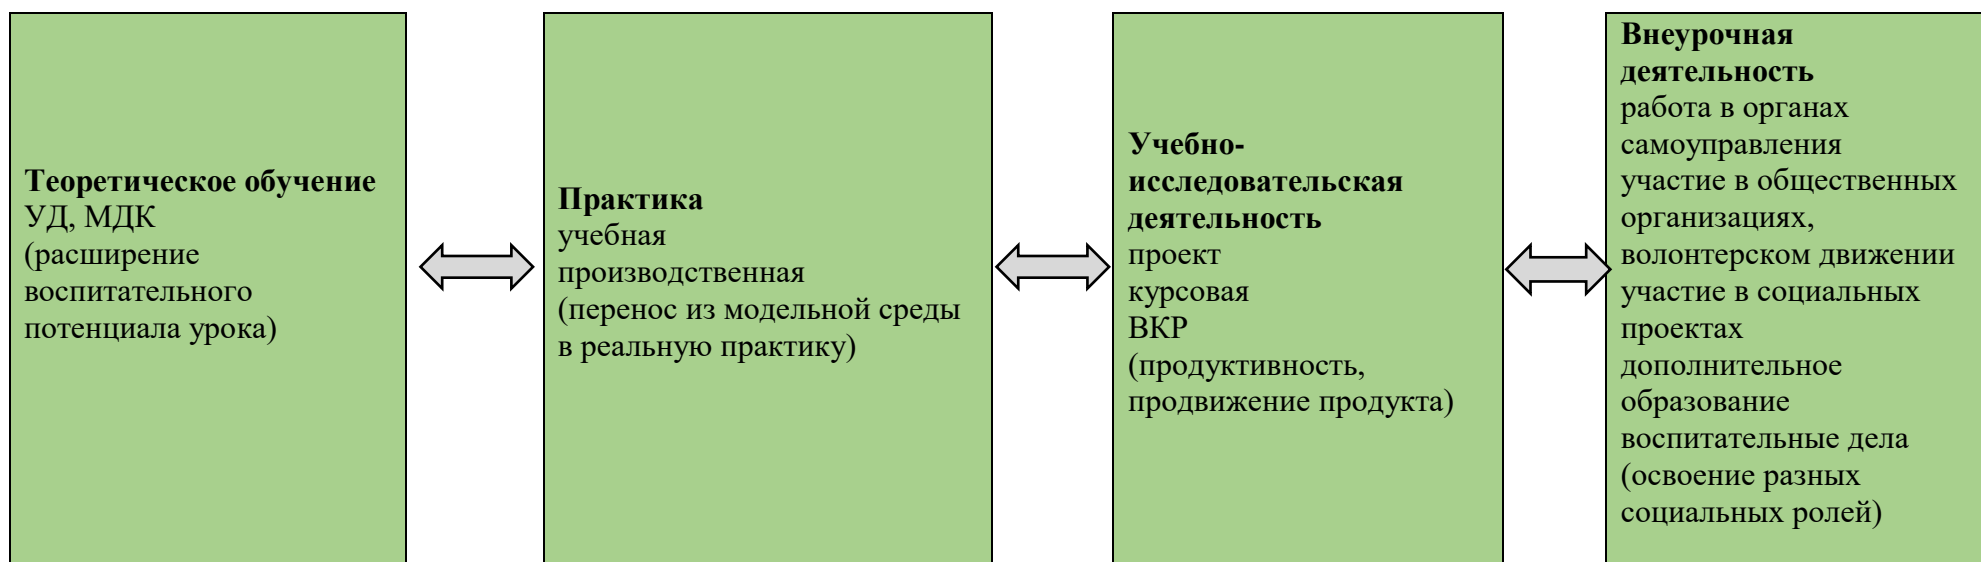 Теоретическое обучение
УД, МДК
(расширение
воспитательного
потенциала урока)
Практика
учебная
производственная
(перенос из модельной среды
в реальную практику)
Учебно-
исследовательская
деятельность
проект
курсовая
ВКР
(продуктивность,
продвижение продукта)
Внеурочная
деятельность
работа в органах
самоуправления
участие в общественных
организациях,
волонтерском движении
участие в социальных
проектах
дополнительное
образование
воспитательные дела
(освоение разных
социальных ролей)